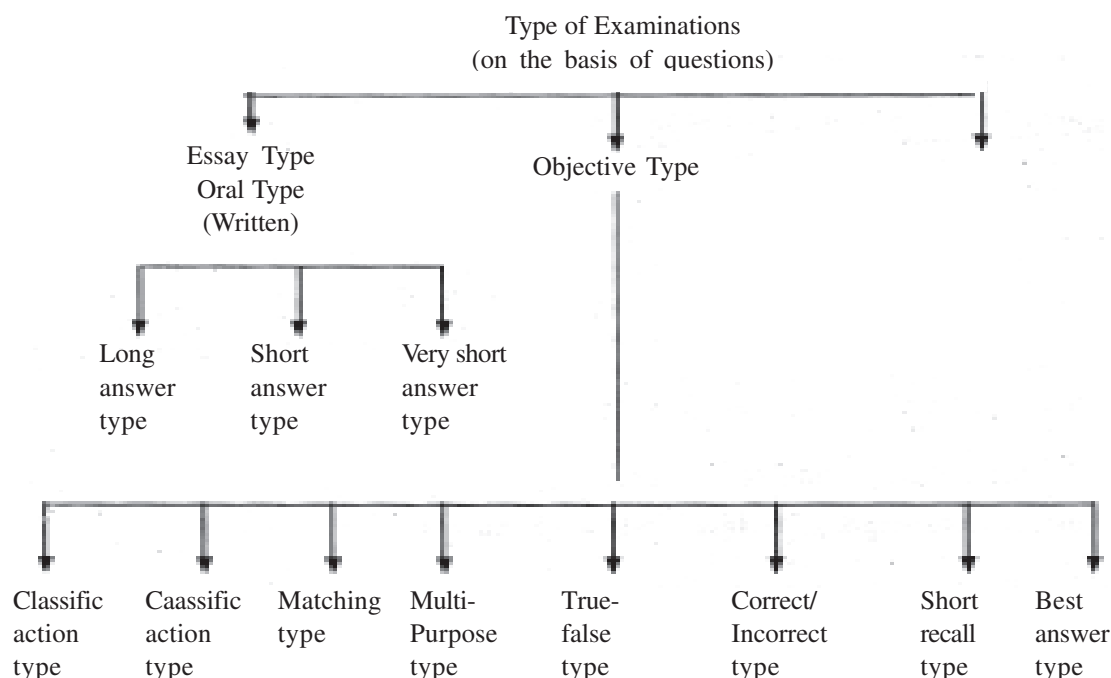 Type of Examinations
(on the basis of questions)
Essay Type
Oral Type
(Written)
Objective Type
Long
answer
type
Short
answer
type
Very short
answer
type
Classific
action
type
Caassific
action
type
Matching
type
Multi-
Purpose
type
True-
false
type
Correct/
Incorrect
type
Short
recall
type
Best
answer
type